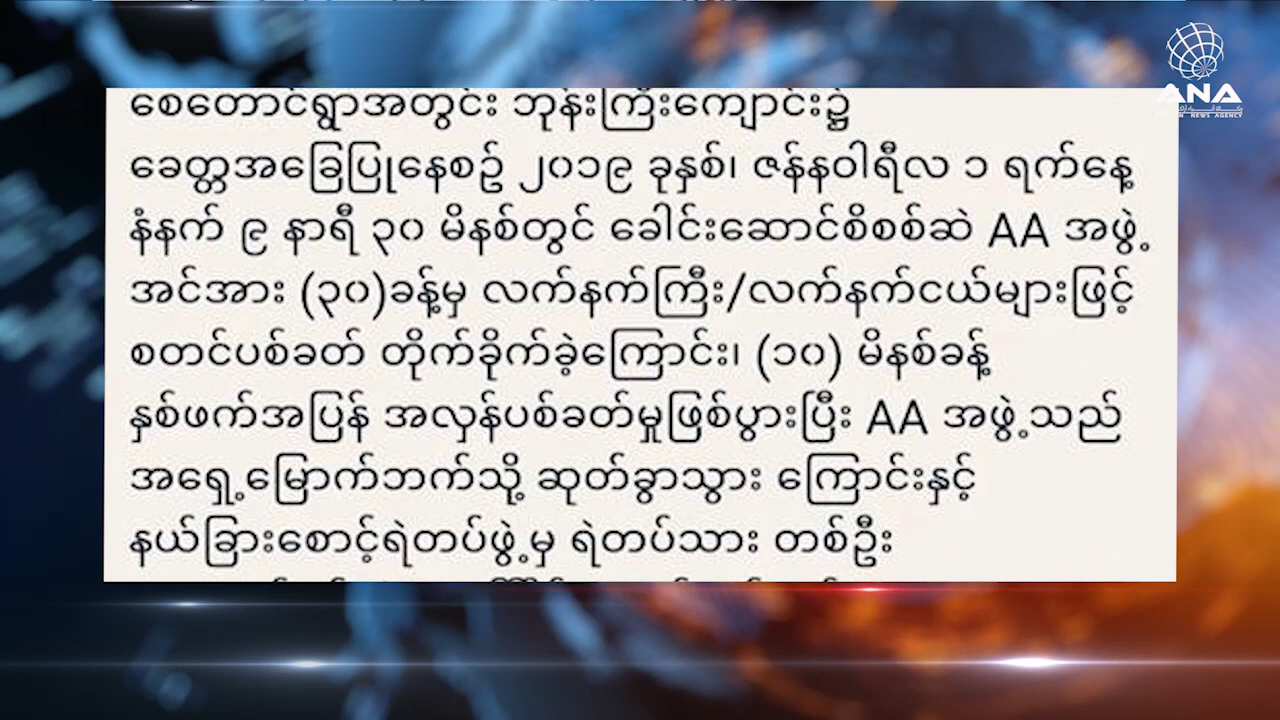 ANA
NEWS AGENCY
စေတောင်ရွာအတွင်း ဘုန်းကြီးကျောင်း၌
ခေတ္တအခြေပြုနေစဉ် ၂၀၁၉ ခုနှစ်၊ ဇန်နဝါရီလ ၁ ရက်နေ့
နံနက် ၉ နာရီ ၃၀ မိနစ်တွင် ခေါင်းဆောင်စိစစ်ဆဲ AA အဖွဲ့
အင်အား (၃၀)ခန့်မှ လက်နက်ကြီး/လက်နက်ငယ်များဖြင့်
စတင်ပစ်ခတ် တိုက်ခိုက်ခဲ့ကြောင်း၊ (၁၀) မိနစ်ခန့်
နှစ်ဖက်အပြန် အလှန်ပစ်ခတ်မှုဖြစ်ပွားပြီး AA အဖွဲ့သည်
အရှေ့မြောက်ဘက်သို့ ဆုတ်ခွာသွား ကြောင်းနှင့်
နယ်ခြားစောင့်ရဲတပ်ဖွဲ့မှ ရဲတပ်သား တစ်ဦး